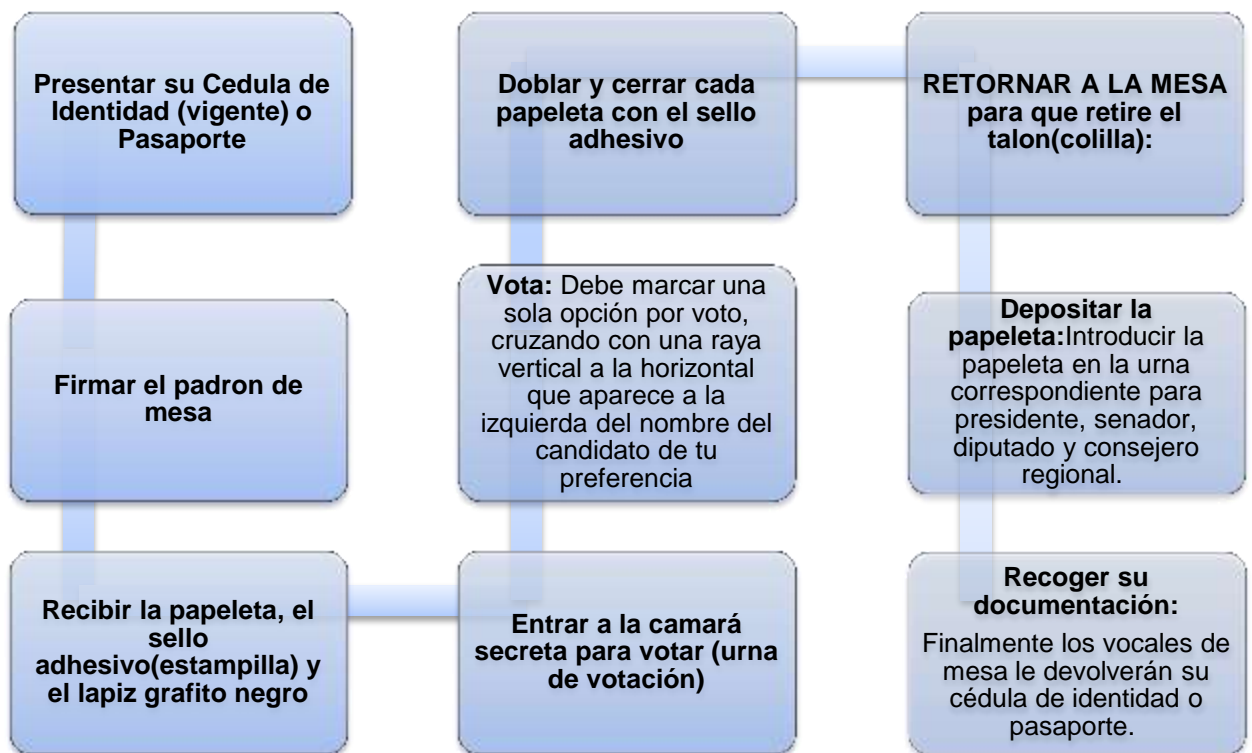 Presentar su Cedula de
Identidad (vigente) o
Pasaporte
Firmar el padron de
mesa
Recibir la papeleta, el
sello
adhesivo(estampilla) y
el lapiz grafito negro
Entrar a la camará
secreta para votar (urna
de votación)
Vota: Debe marcar una
sola opción por voto,
cruzando con una raya
vertical a la horizontal
que aparece a la
izquierda del nombre del
candidato de tu
preferencia
Doblar y cerrar cada
papeleta con el sello
adhesivo
RETORNAR A LA MESA
para que retire el
talon(colilla):
Depositar la
papeleta:Introducir la
papeleta en la urna
correspondiente para
presidente, senador,
diputado y consejero
regional.
Recoger su
documentación:
Finalmente los vocales de
mesa le devolverán su
cédula de identidad o
pasaporte.